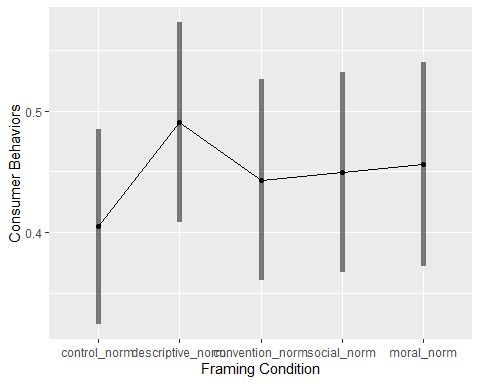 Consumer Behaviors
0.5
0.4
control_norm descriptive_norm convention_norm social_norm moral_norm
Framing Condition